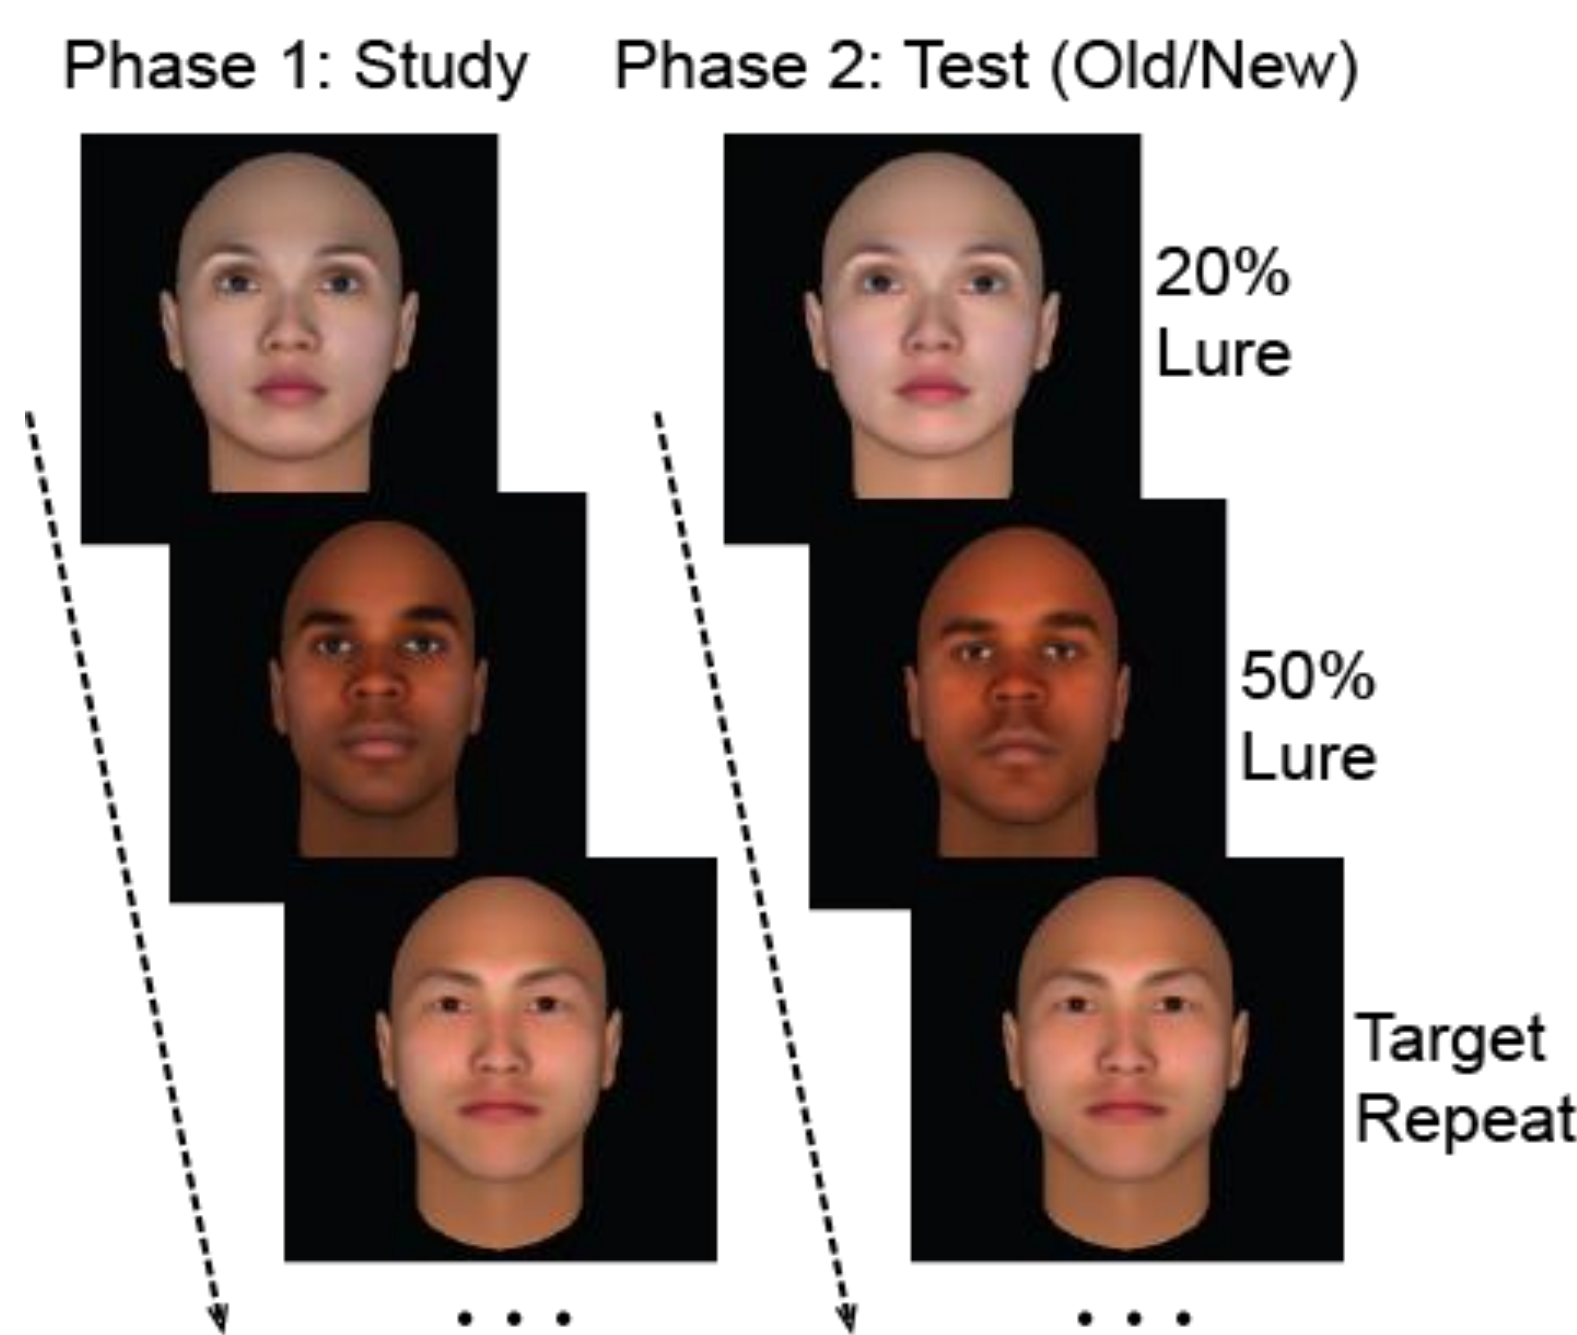 Phase 1: Study
Phase 2: Test (Old/New)
20%
Lure
50%
Lure
Target
Repeat